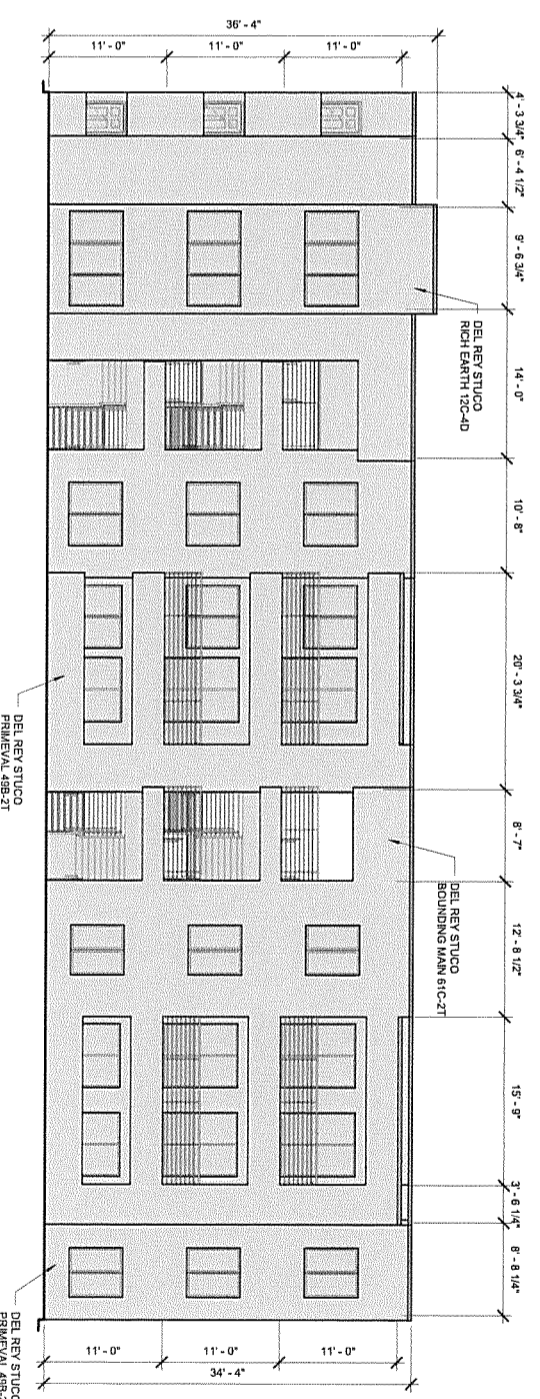 36' - 4"
11' - 0"
11' - 0"
11' - 0"
4' - 3 3/4"
6' - 4 1/2"
9' - 6 3/4"
14' - 0"
10' - 8"
20' - 3 3/4"
8' - 7"
12' - 8 1/2"
15' - 9"
3' - 6 1/4"
8' - 8 1/4"
DEL REY STUCO
RICH EARTH 12C-4D
DEL REY STUCO
PRIMEVAL 49B-2T
DEL REY STUCO
BOUNDING MAIN 61C-2T
DEL REY STUCO
PRIMEVAL 49B-2
11' - 0"
11' - 0"
11' - 0"
34' - 4"